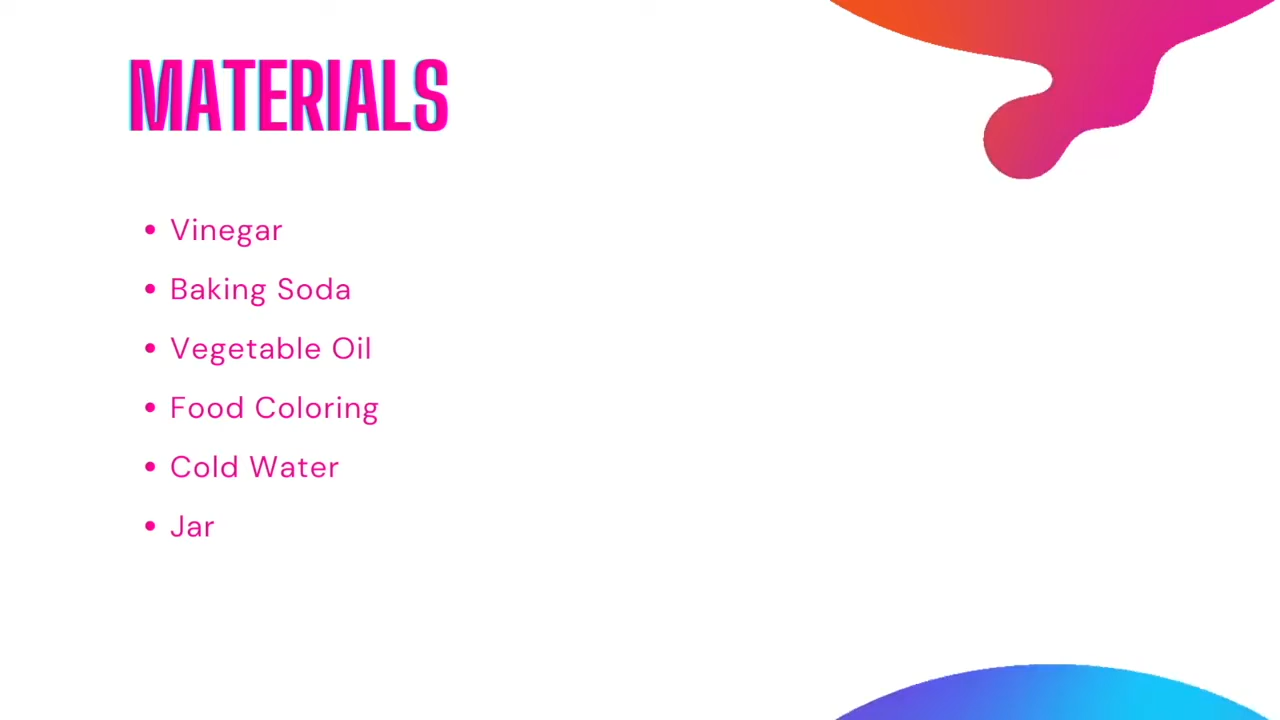 MATERIALS
• Vinegar
• Baking Soda
• Vegetable Oil
• Food Coloring
• Cold Water
• Jar